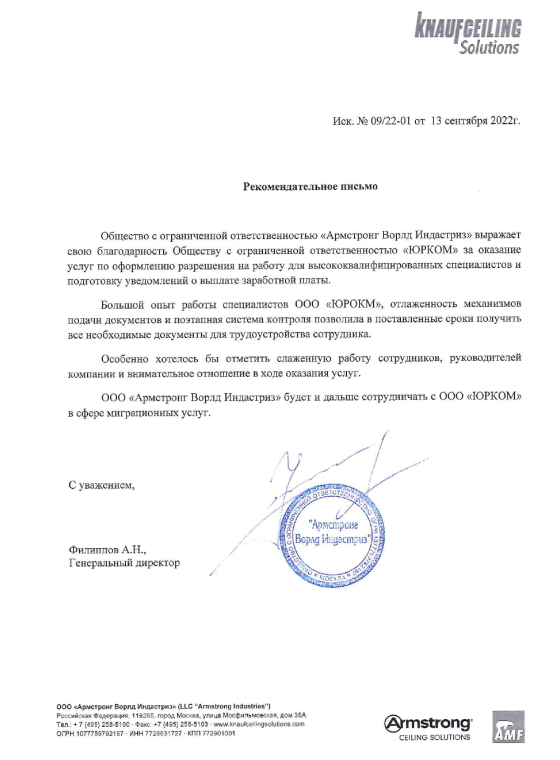 KNAUFCEILING
Solutions
Исх. № 09/22-01 от 13 сентября 2022г.
Рекомендательное письмо
Общество с ограниченной ответственностью «Армстронг Ворлд Индастриз» выражает
свою благодарность Обществу с ограниченной ответственностью «ЮРКОМ» за оказание
услуг по оформлению разрешения на работу для высококвалифицированных специалистов и
подготовку уведомлений о выплате заработной платы.
Большой опыт работы специалистов ООО «ЮРОКМ», отлаженность механизмов
подачи документов и поэтапная система контроля позволила в поставленные сроки получить
все необходимые документы для трудоустройства сотрудника.
Особенно хотелось бы отметить слаженную работу сотрудников, руководителей
компании и внимательное отношение в ходе оказания услуг.
ООО «Армстронг Ворлд Индастриз» будет и дальше сотрудничать с ООО «ЮРКОМ»
в сфере миграционных услуг.
С уважением,
"Армстронг
Ворлд Индастриз"
ОБЩЕСТВО С ОГРАНИЧЕННОЙ ОТВЕТСТВЕННОСТЬЮ
МОСКВА
Филиппов А.Н.,
Генеральный директор
ООО «Армстронг Ворлд Индастриз» (LLC "Armstrong Industries")
Российская Федерация, 119285, город Москва, улица Мосфильмовская, дом 38А
Тел.: + 7 (495) 258-5100 · Факс: +7 (495) 258-5103 · www.knaufceilingsolutions.com
ОГРН 1077759762167 · ИНН 7728631727 · КПП 772901001
Armstrong
CEILING SOLUTIONS
AMF